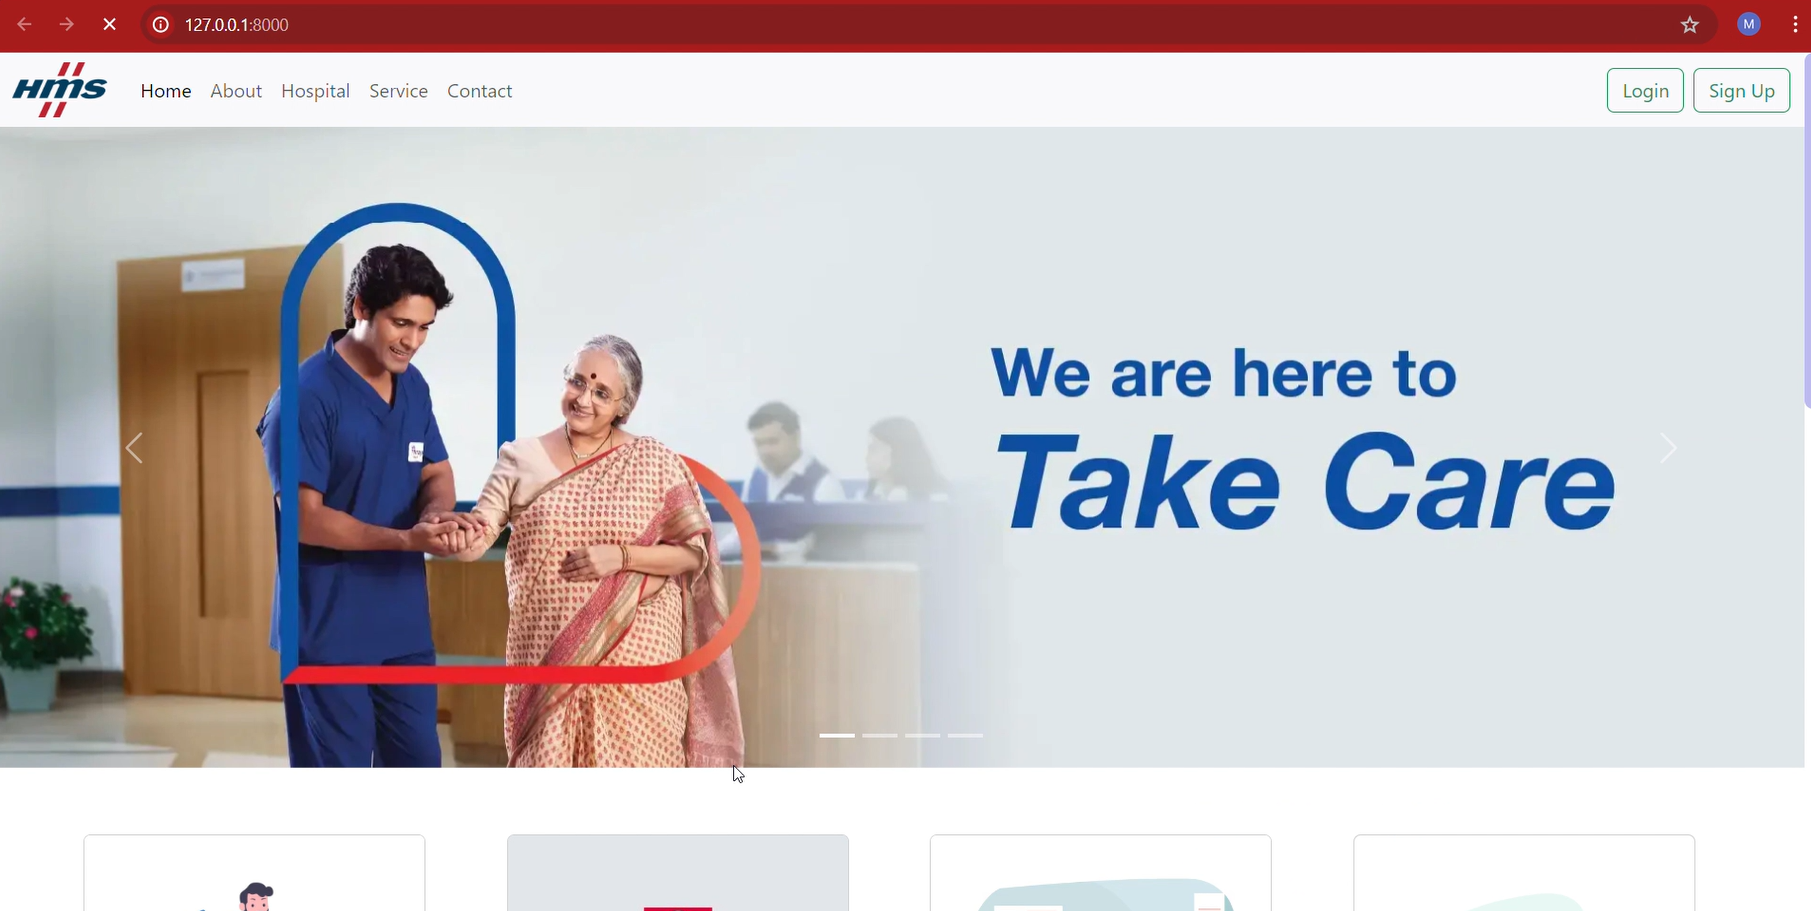 127.0.0.1:8000
M
HMS
Home About Hospital Service Contact
Login Sign Up
We are here to
Take Care